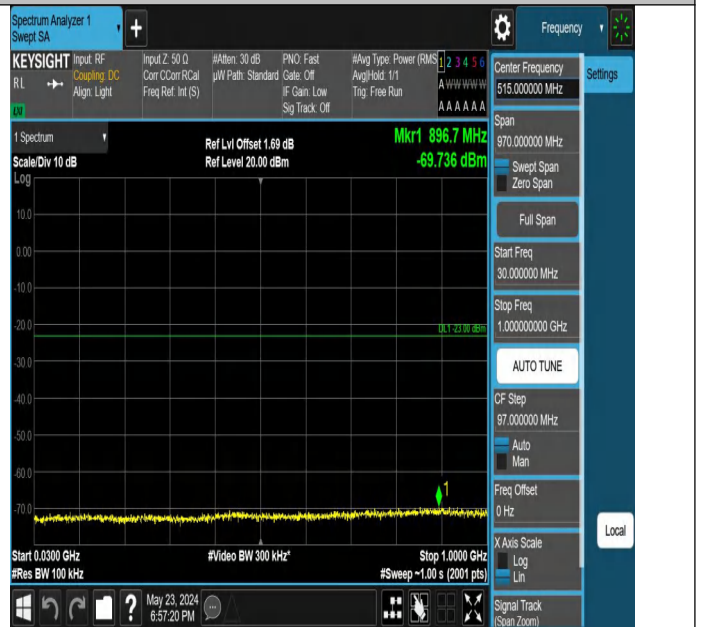 Spectrum Analyzer 1
Swept SA
+
Frequency
KEYSIGHT
RL
LXI
Input: RF
Coupling: DC
Align: Light
Input Z: 50 Ω
Corr CCorr RCal
Freq Ref: Int (S)
#Atten: 30 dB
µW Path: Standard
PNO: Fast
Gate: Off
IF Gain: Low
Sig Track: Off
#Avg Type: Power (RMS
Avg|Hold: 1/1
Trig: Free Run
1 2 3 4 5 6
A W W W W W
A A A A A A
1 Spectrum
Scale/Div 10 dB
Ref Lvl Offset 1.69 dB
Ref Level 20.00 dBm
Mkr1 896.7 MHz
-69.736 dBm
Log
10.0
0.00
-10.0
-20.0
DL1 -23.00 dBm
-30.0
-40.0
-50.0
-60.0
-70.0
1
Start 0.0300 GHz
#Res BW 100 kHz
#Video BW 300 kHz*
Stop 1.0000 GHz
#Sweep ~1.00 s (2001 pts)
Center Frequency
515.000000 MHz
Settings
Span
970.000000 MHz
Swept Span
Zero Span
Full Span
Start Freq
30.000000 MHz
Stop Freq
1.000000000 GHz
AUTO TUNE
CF Step
97.000000 MHz
Auto
Man
Freq Offset
0 Hz
Local
X Axis Scale
Log
Lin
Signal Track
(Span Zoom)
?
May 23, 2024
6:57:20 PM